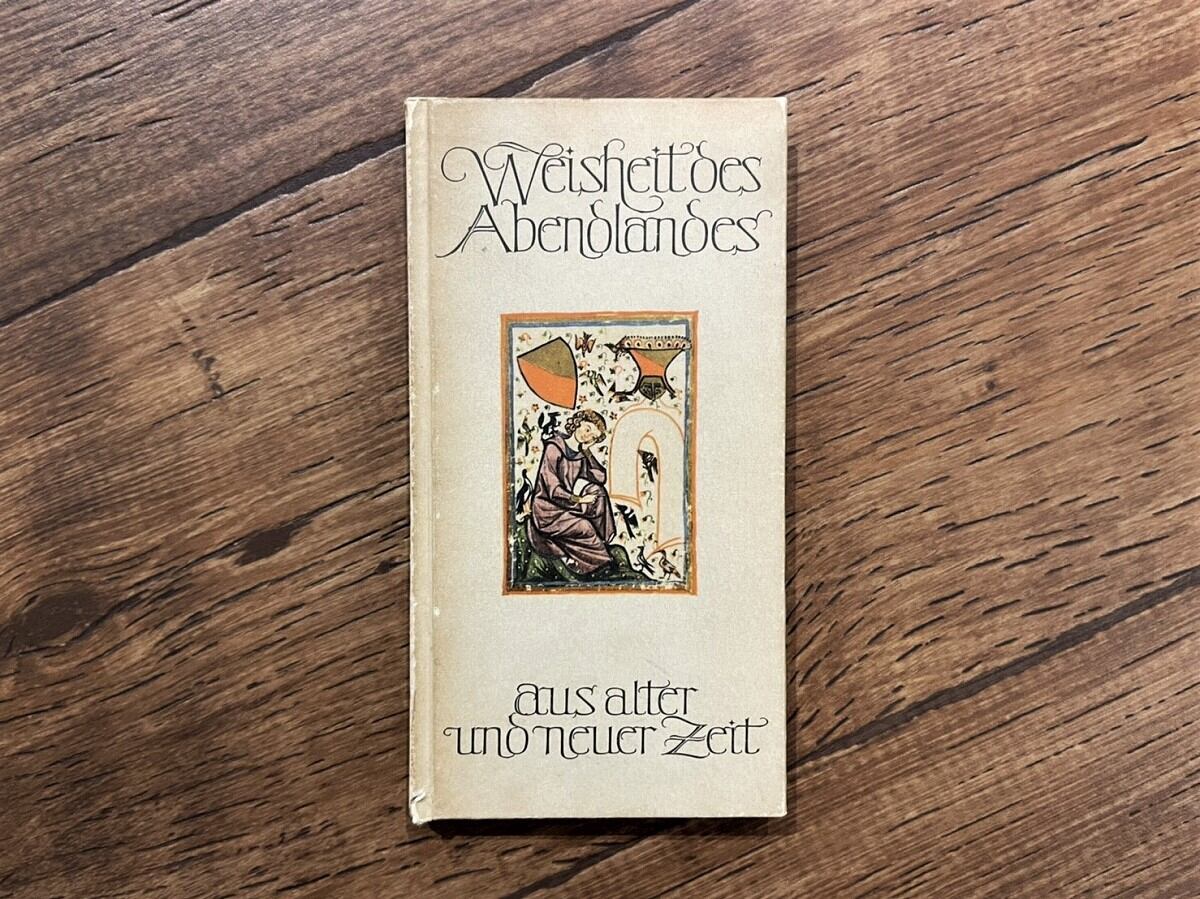 Weisheit des
Abendlandes
aus alter
und neuer Zeit